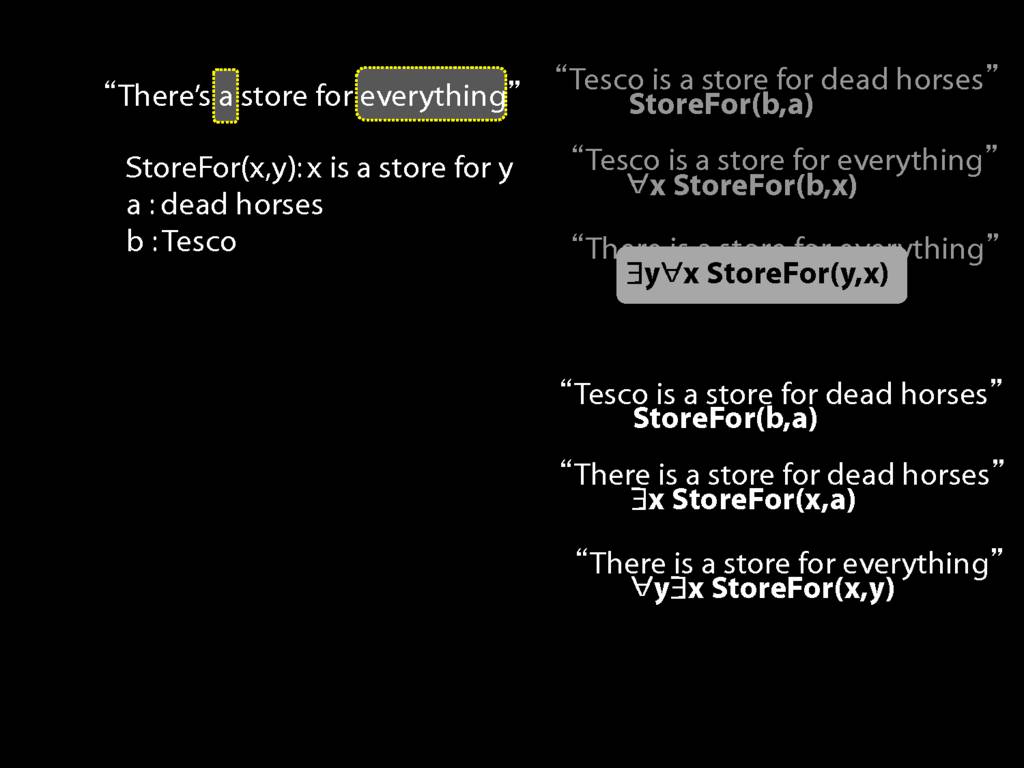 “There’s a store for everything”
StoreFor(x,y): x is a store for y
a : dead horses
b : Tesco
“Tesco is a store for dead horses”
StoreFor(b,a)
“Tesco is a store for everything”
∀x StoreFor(b,x)
“There is a store for everything”
∃y∀x StoreFor(y,x)
“Tesco is a store for dead horses”
StoreFor(b,a)
“There is a store for dead horses”
∃x StoreFor(x,a)
“There is a store for everything”
∀y∃x StoreFor(x,y)